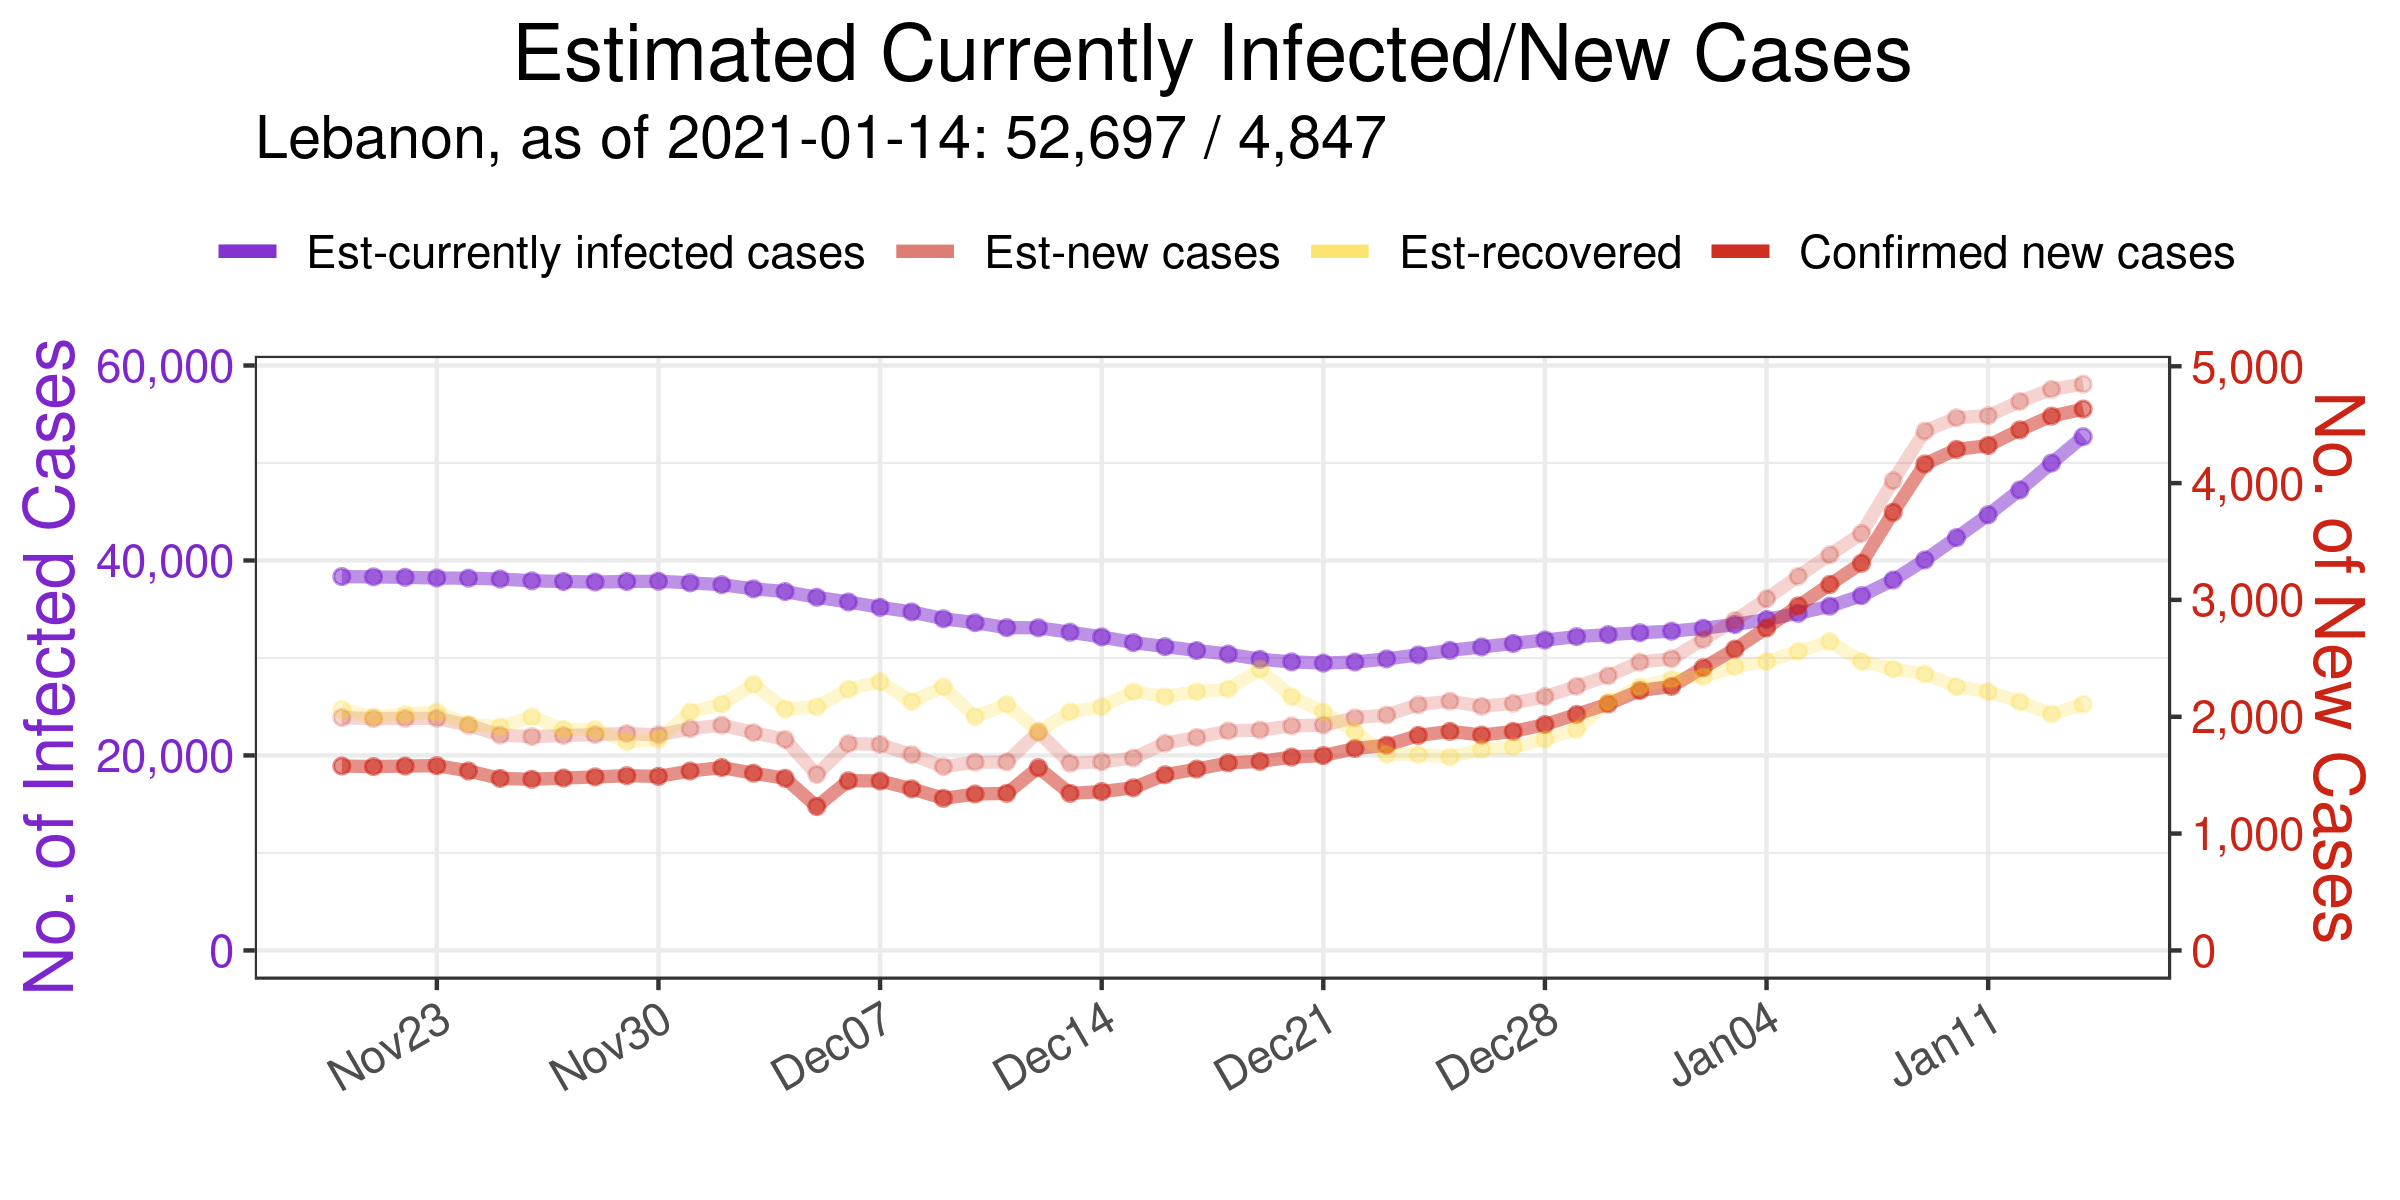 Estimated Currently Infected/New Cases
Lebanon, as of 2021-01-14: 52,697 / 4,847
Est-currently infected cases Est-new cases Est-recovered Confirmed new cases
No. of Infected Cases
60,000
40,000
20,000
0
5,000
4,000
3,000
2,000
1,000
0
No. of New Cases
Nov23 Nov30 Dec07 Dec14 Dec21 Dec28 Jan04 Jan11